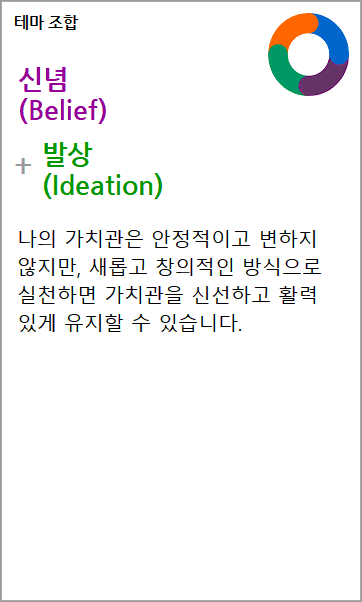 테마 조합
신념
(Belief)
+ 발상
(Ideation)
나의 가치관은 안정적이고 변하지
않지만, 새롭고 창의적인 방식으로
실천하면 가치관을 신선하고 활력
있게 유지할 수 있습니다.